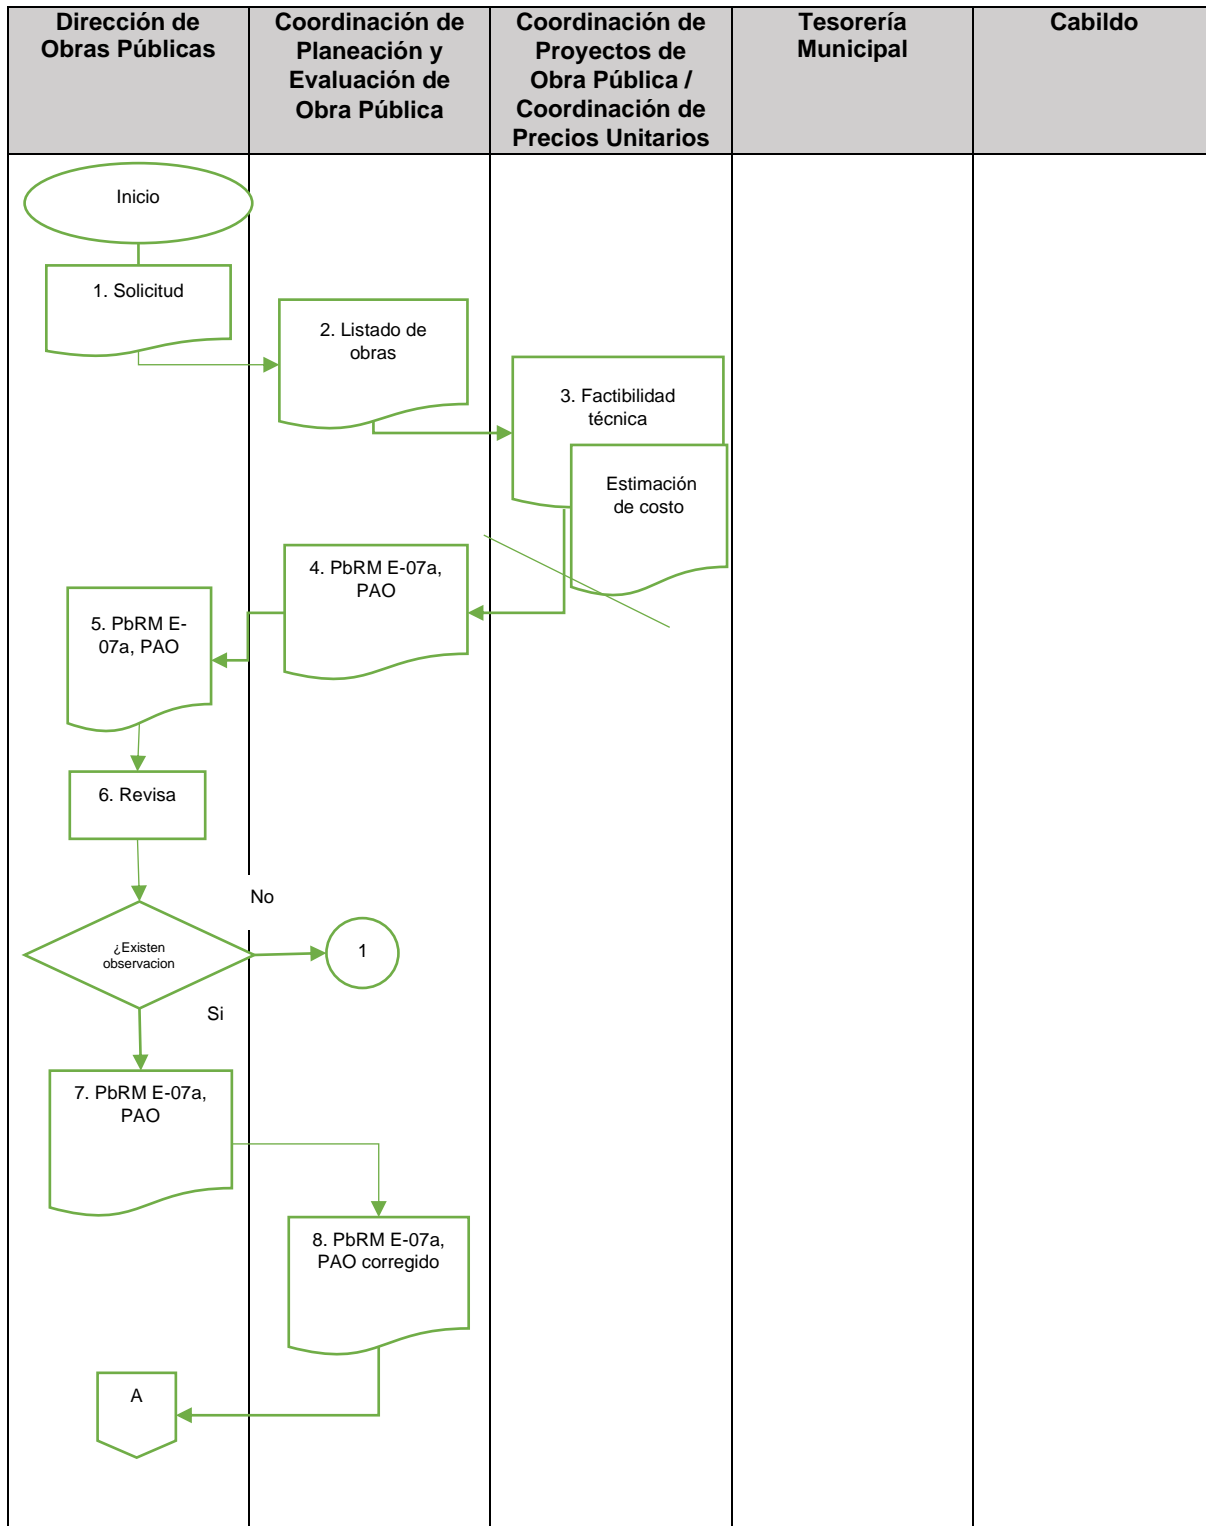 Dirección de
Obras Públicas
Coordinación de
Planeación y
Evaluación de
Obra Pública
Coordinación de
Proyectos de
Obra Pública /
Coordinación de
Precios Unitarios
Tesorería
Municipal
Cabildo
Inicio
1. Solicitud
2. Listado de
obras
3. Factibilidad
técnica
Estimación
de costo
4. PbRM E-07a,
PAO
5. PbRM E-
07a, PAO
6. Revisa
No
¿Existen
observacion
1
Si
7. PbRM E-07a,
PAO
8. PbRM E-07a,
PAO corregido
A